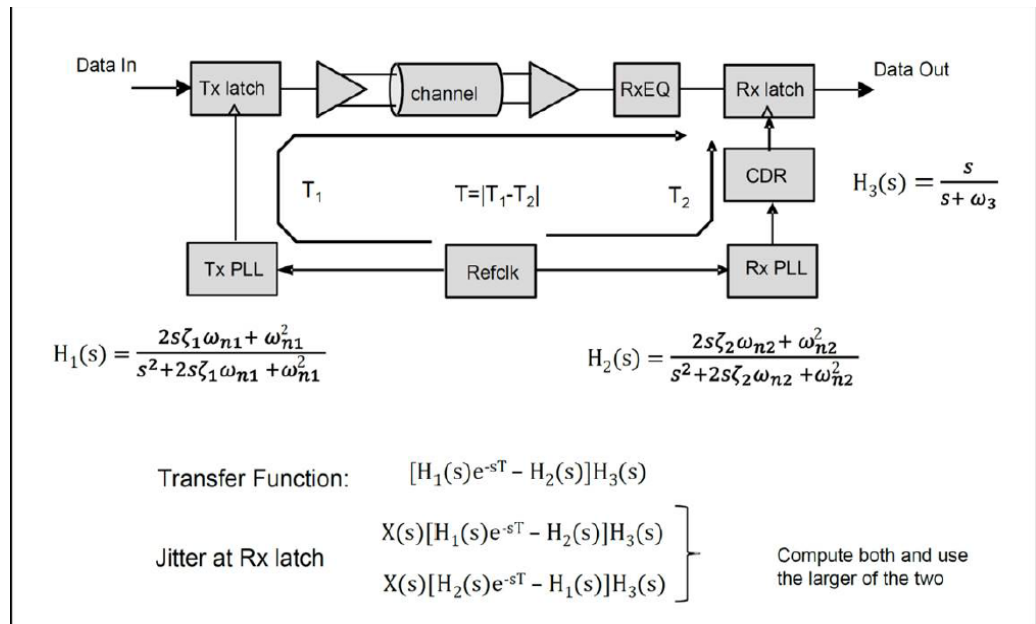 Data In
Tx latch
channel
RxEQ
Rx latch
Data Out
CDR
H₃(s) = s / (s + ω₃)
T₁
T=|T₁-T₂|
T₂
Tx PLL
Refclk
Rx PLL
H₁(s) = (2sζ₁ωₙ₁ + ωₙ₁²) / (s² + 2sζ₁ωₙ₁ + ωₙ₁²)
H₂(s) = (2sζ₂ωₙ₂ + ωₙ₂²) / (s² + 2sζ₂ωₙ₂ + ωₙ₂²)
Transfer Function: [H₁(s)e^-sT – H₂(s)]H₃(s)
X(s)[H₁(s)e^-sT – H₂(s)]H₃(s)
Jitter at Rx latch
X(s)[H₂(s)e^-sT – H₁(s)]H₃(s)
Compute both and use
the larger of the two